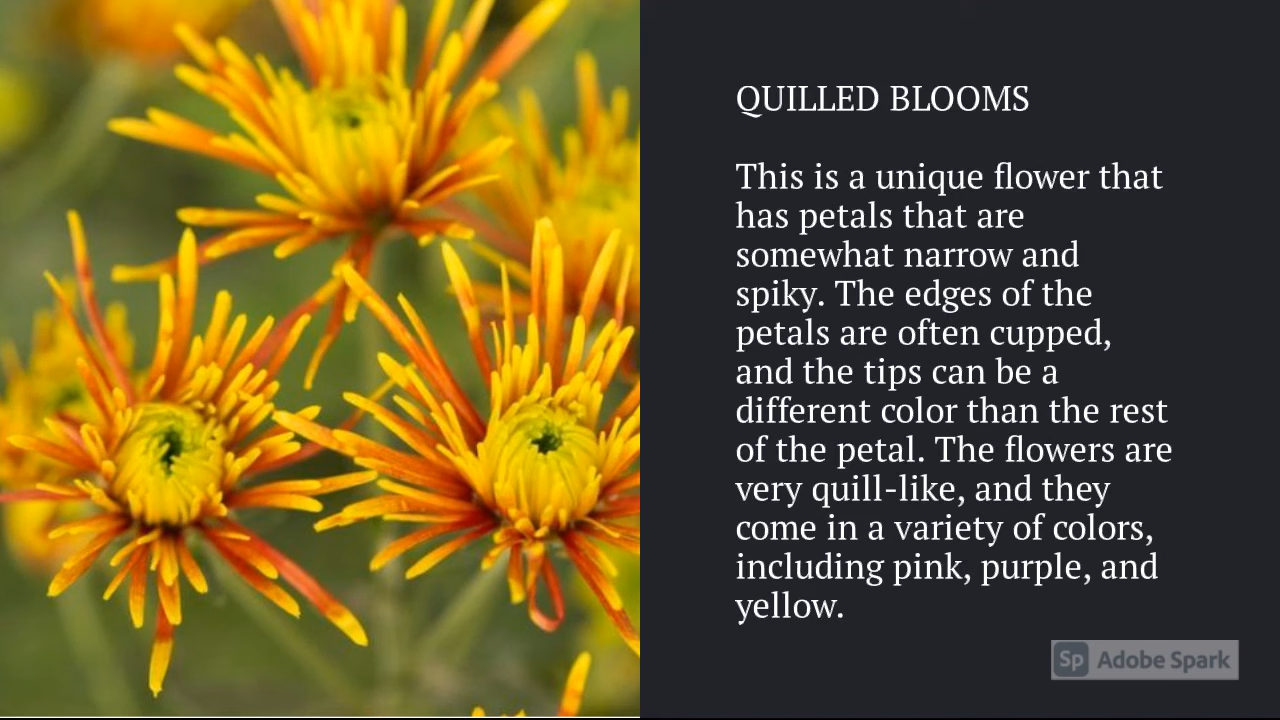 QUILLED BLOOMS
This is a unique flower that
has petals that are
somewhat narrow and
spiky. The edges of the
petals are often cupped,
and the tips can be a
different color than the rest
of the petal. The flowers are
very quill-like, and they
come in a variety of colors,
including pink, purple, and
yellow.
Sp Adobe Spark